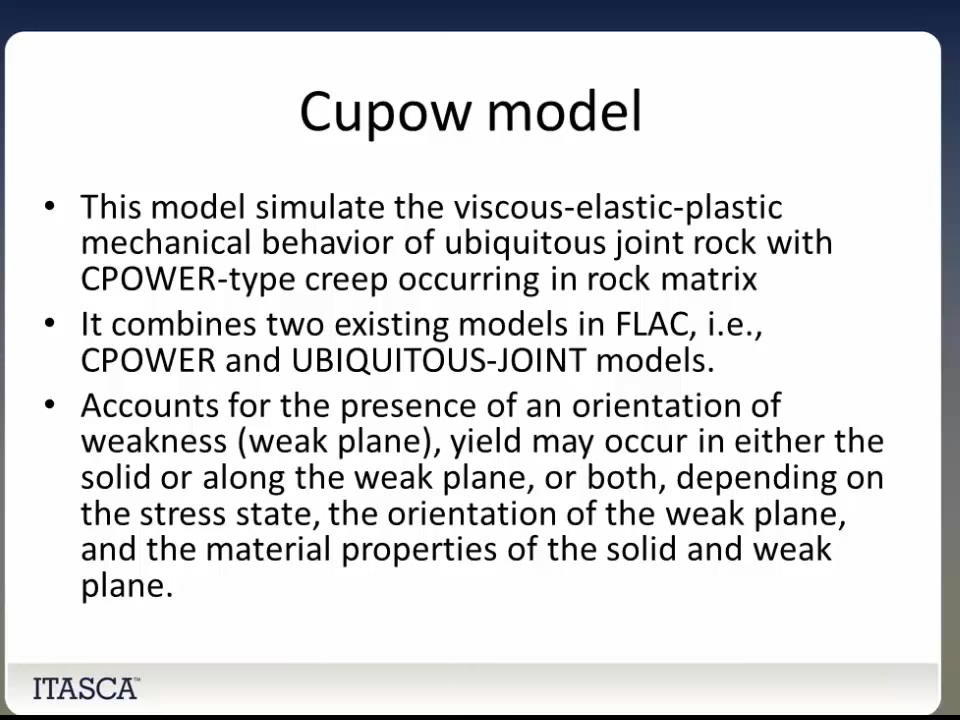 Cupow model
• This model simulate the viscous-elastic-plastic
mechanical behavior of ubiquitous joint rock with
CPOWER-type creep occurring in rock matrix
• It combines two existing models in FLAC, i.e.,
CPOWER and UBIQUITOUS-JOINT models.
• Accounts for the presence of an orientation of
weakness (weak plane), yield may occur in either the
solid or along the weak plane, or both, depending on
the stress state, the orientation of the weak plane,
and the material properties of the solid and weak
plane.
ITASCA™